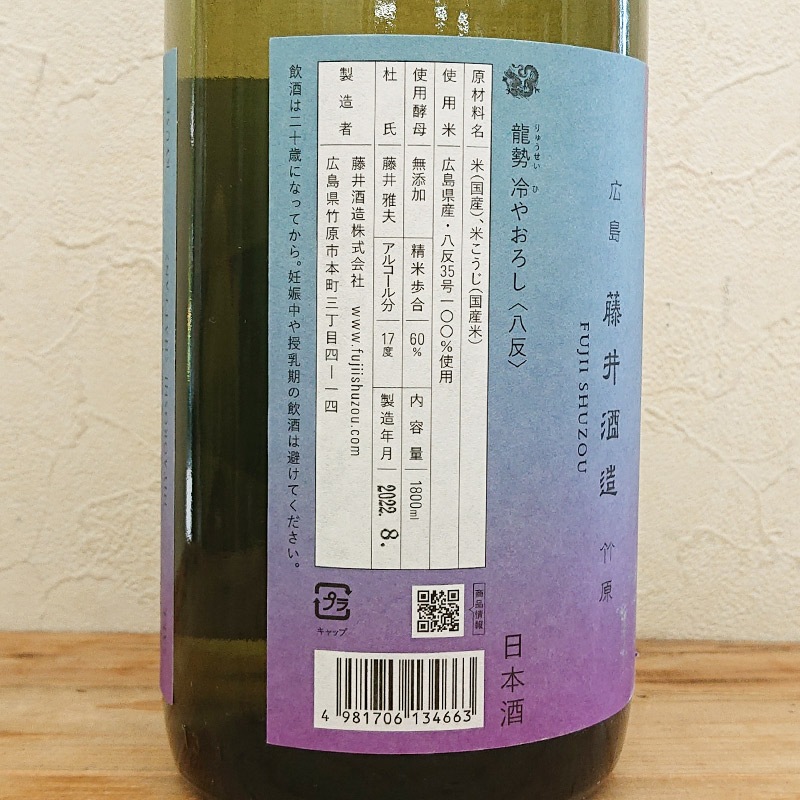 広島 藤井酒造 竹原
FUJII SHUZOU
龍勢 冷やおろし〈八反〉
りゅうせい ひ
原材料名 米(国産)、米こうじ(国産米)
使用米 広島県産・八反35号一〇〇%使用
使用酵母 無添加 精米歩合 60% 内容量 1800ml
杜氏 藤井雅夫 アルコール分 17度 製造年月 2022.8.
製造者 藤井酒造株式会社 www.fujiishuzou.com
広島県竹原市本町三丁目四—一四
飲酒は二十歳になってから。妊娠中や授乳期の飲酒は避けてください。
プラ
キャップ
商品情報
日本酒
4 981706 134663